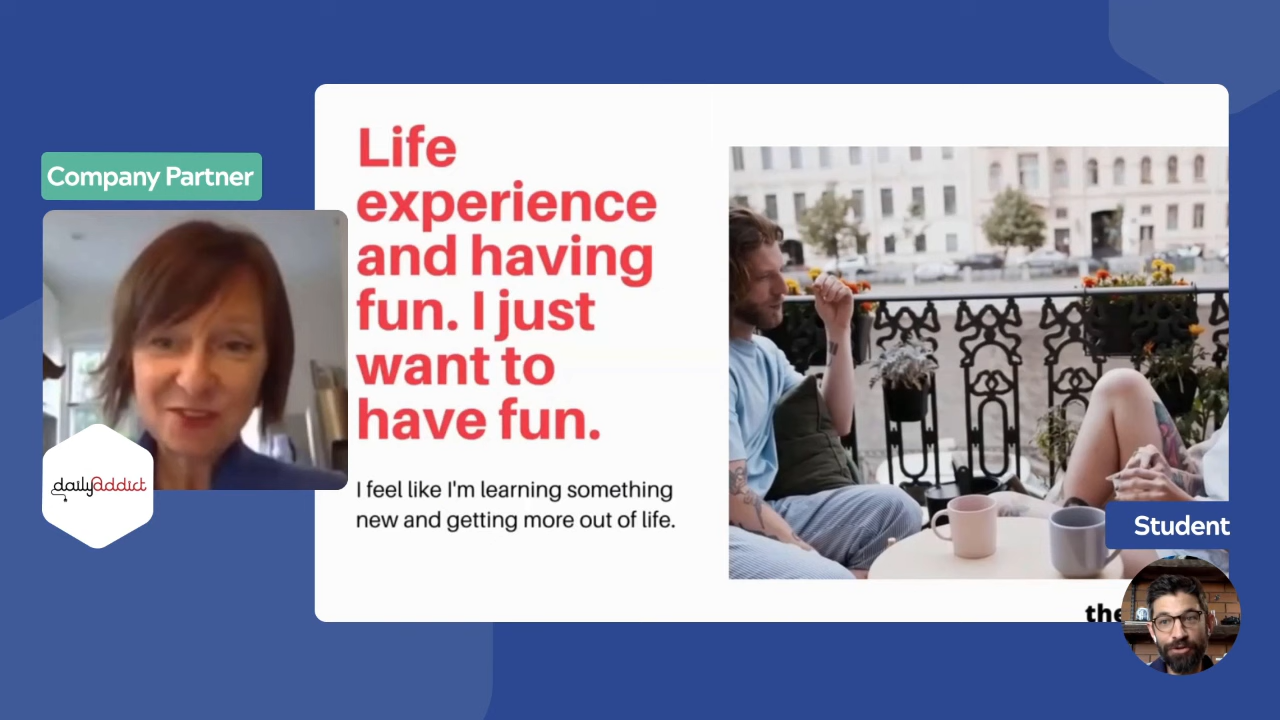 Company Partner
dailyaddict
Life
experience
and having
fun. I just
want to
have fun.
I feel like I'm learning something
new and getting more out of life.
Student
the